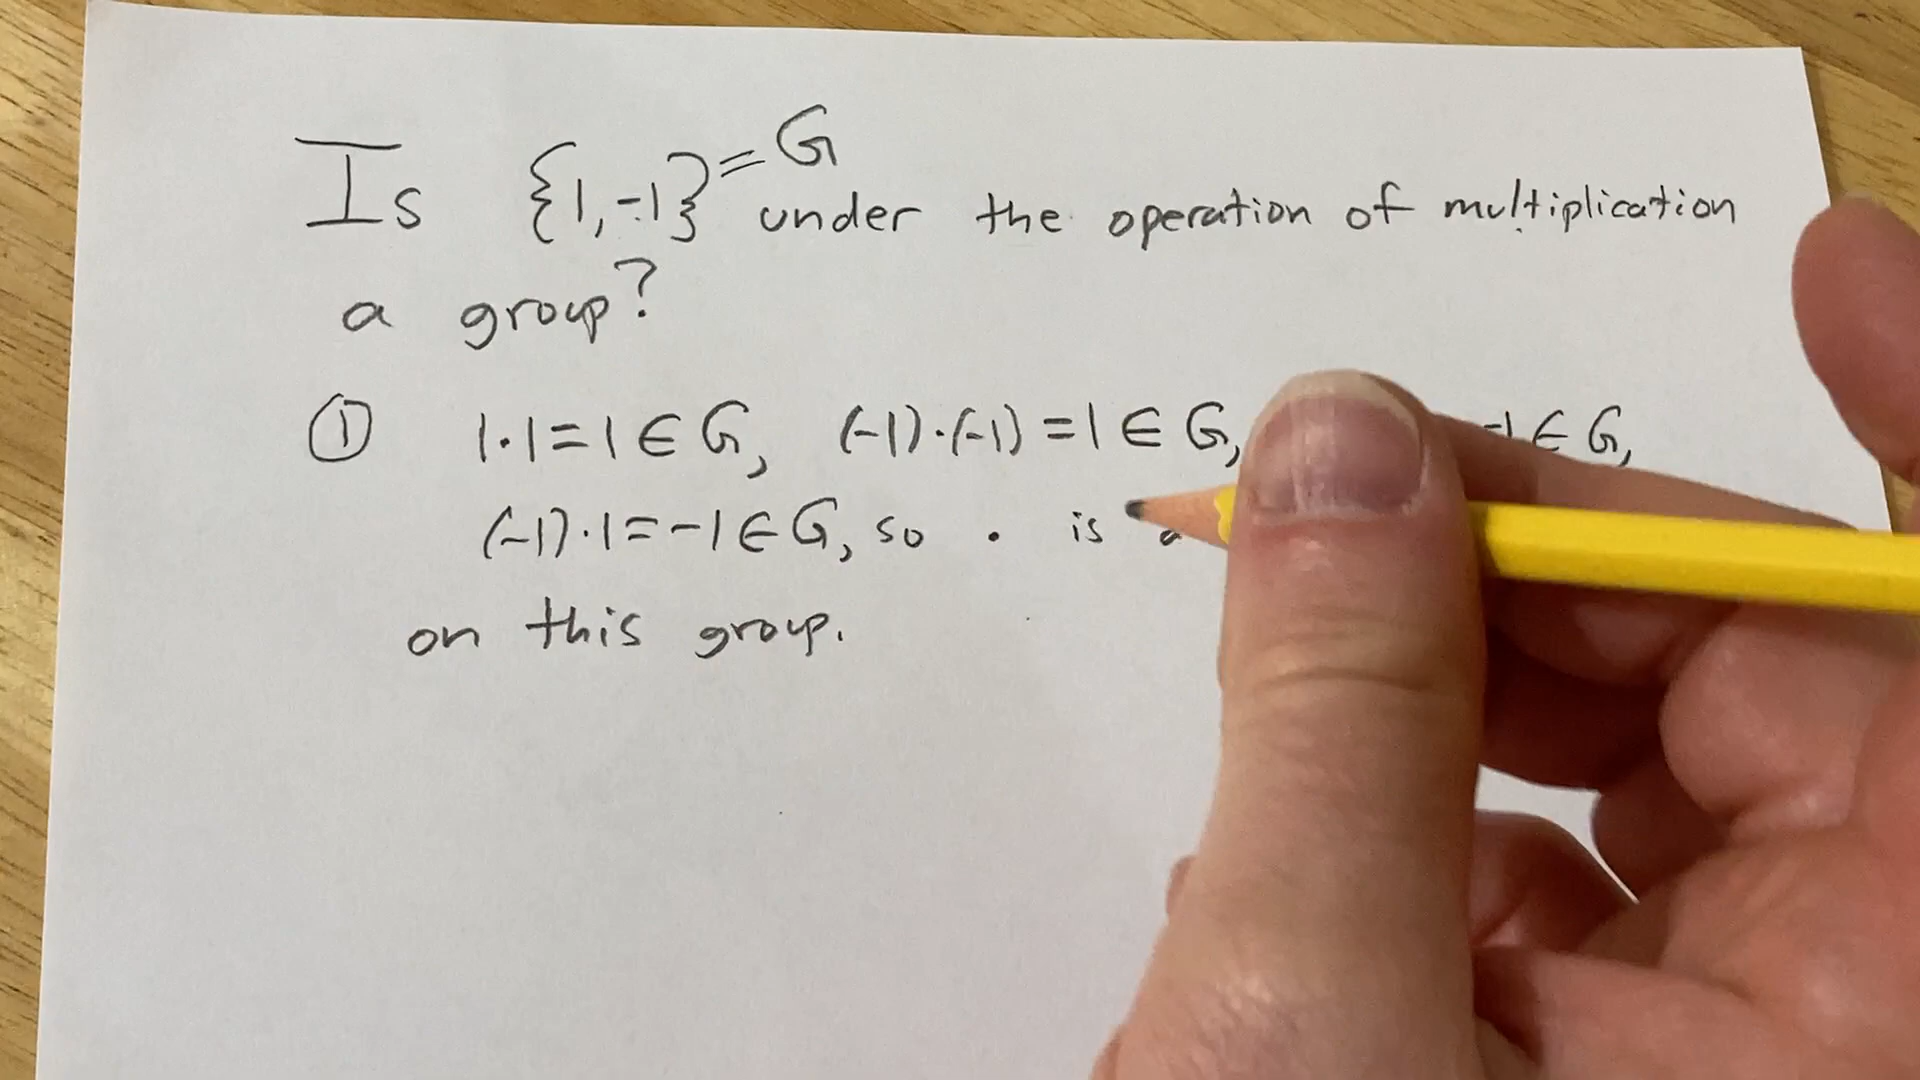 Is {1,-1} = G under the operation of multiplication
a group?
① 1·1=1∈G, (-1)·(-1)=1∈G, -1∈G,
(-1)·1=-1∈G, so · is
on this group.